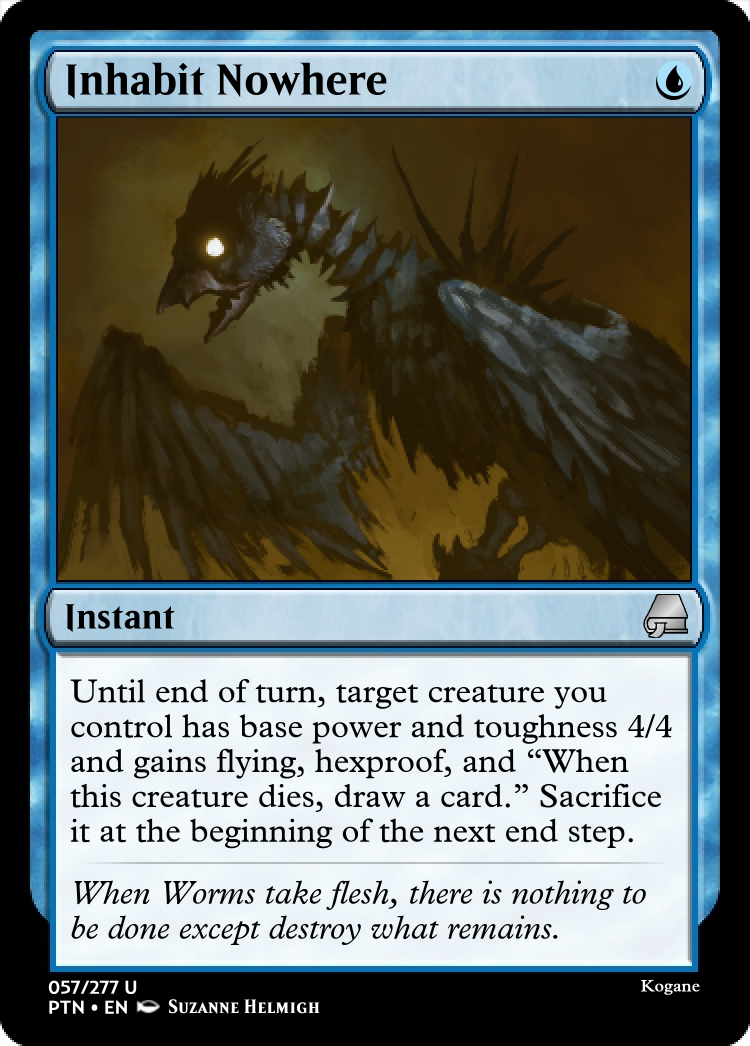 Inhabit Nowhere
Instant
Until end of turn, target creature you
control has base power and toughness 4/4
and gains flying, hexproof, and “When
this creature dies, draw a card.” Sacrifice
it at the beginning of the next end step.
When Worms take flesh, there is nothing to
be done except destroy what remains.
057/277 U
Kogane
PTN • EN Suzanne Helmigh